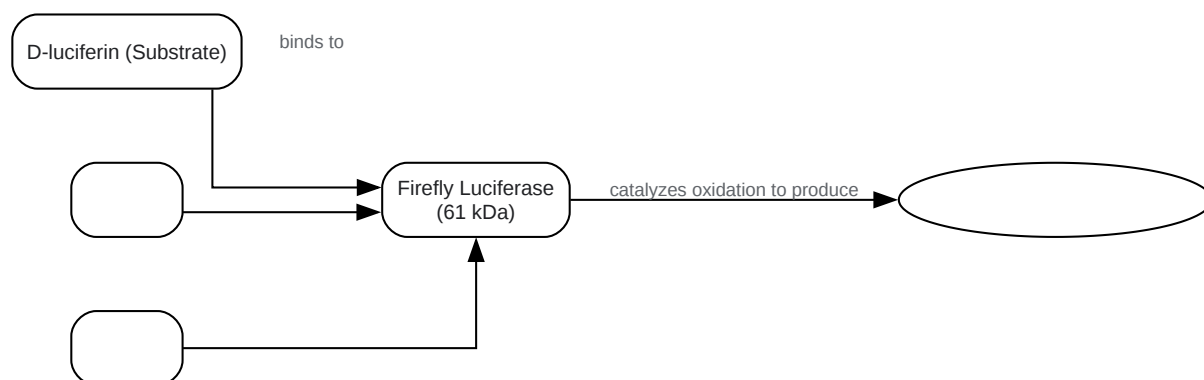 D-luciferin (Substrate)
binds to
Firefly Luciferase
(61 kDa)
catalyzes oxidation to produce